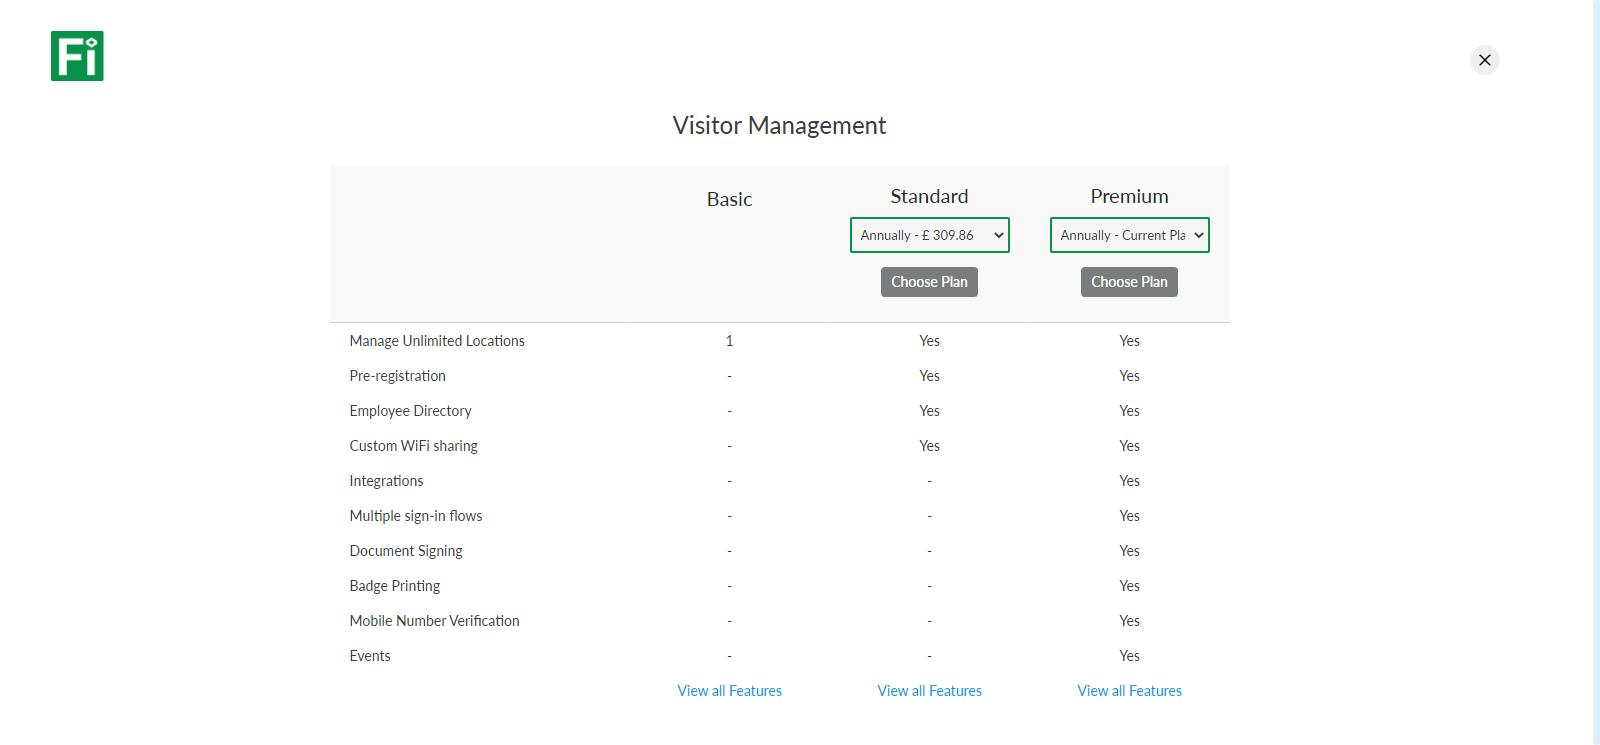 Fi
Visitor Management
Basic Standard Premium
Annually - £ 309.86 Annually - Current Pla
Choose Plan Choose Plan
Manage Unlimited Locations 1 Yes Yes
Pre-registration - Yes Yes
Employee Directory - Yes Yes
Custom WiFi sharing - Yes Yes
Integrations - - Yes
Multiple sign-in flows - - Yes
Document Signing - - Yes
Badge Printing - - Yes
Mobile Number Verification - - Yes
Events - - Yes
View all Features View all Features View all Features